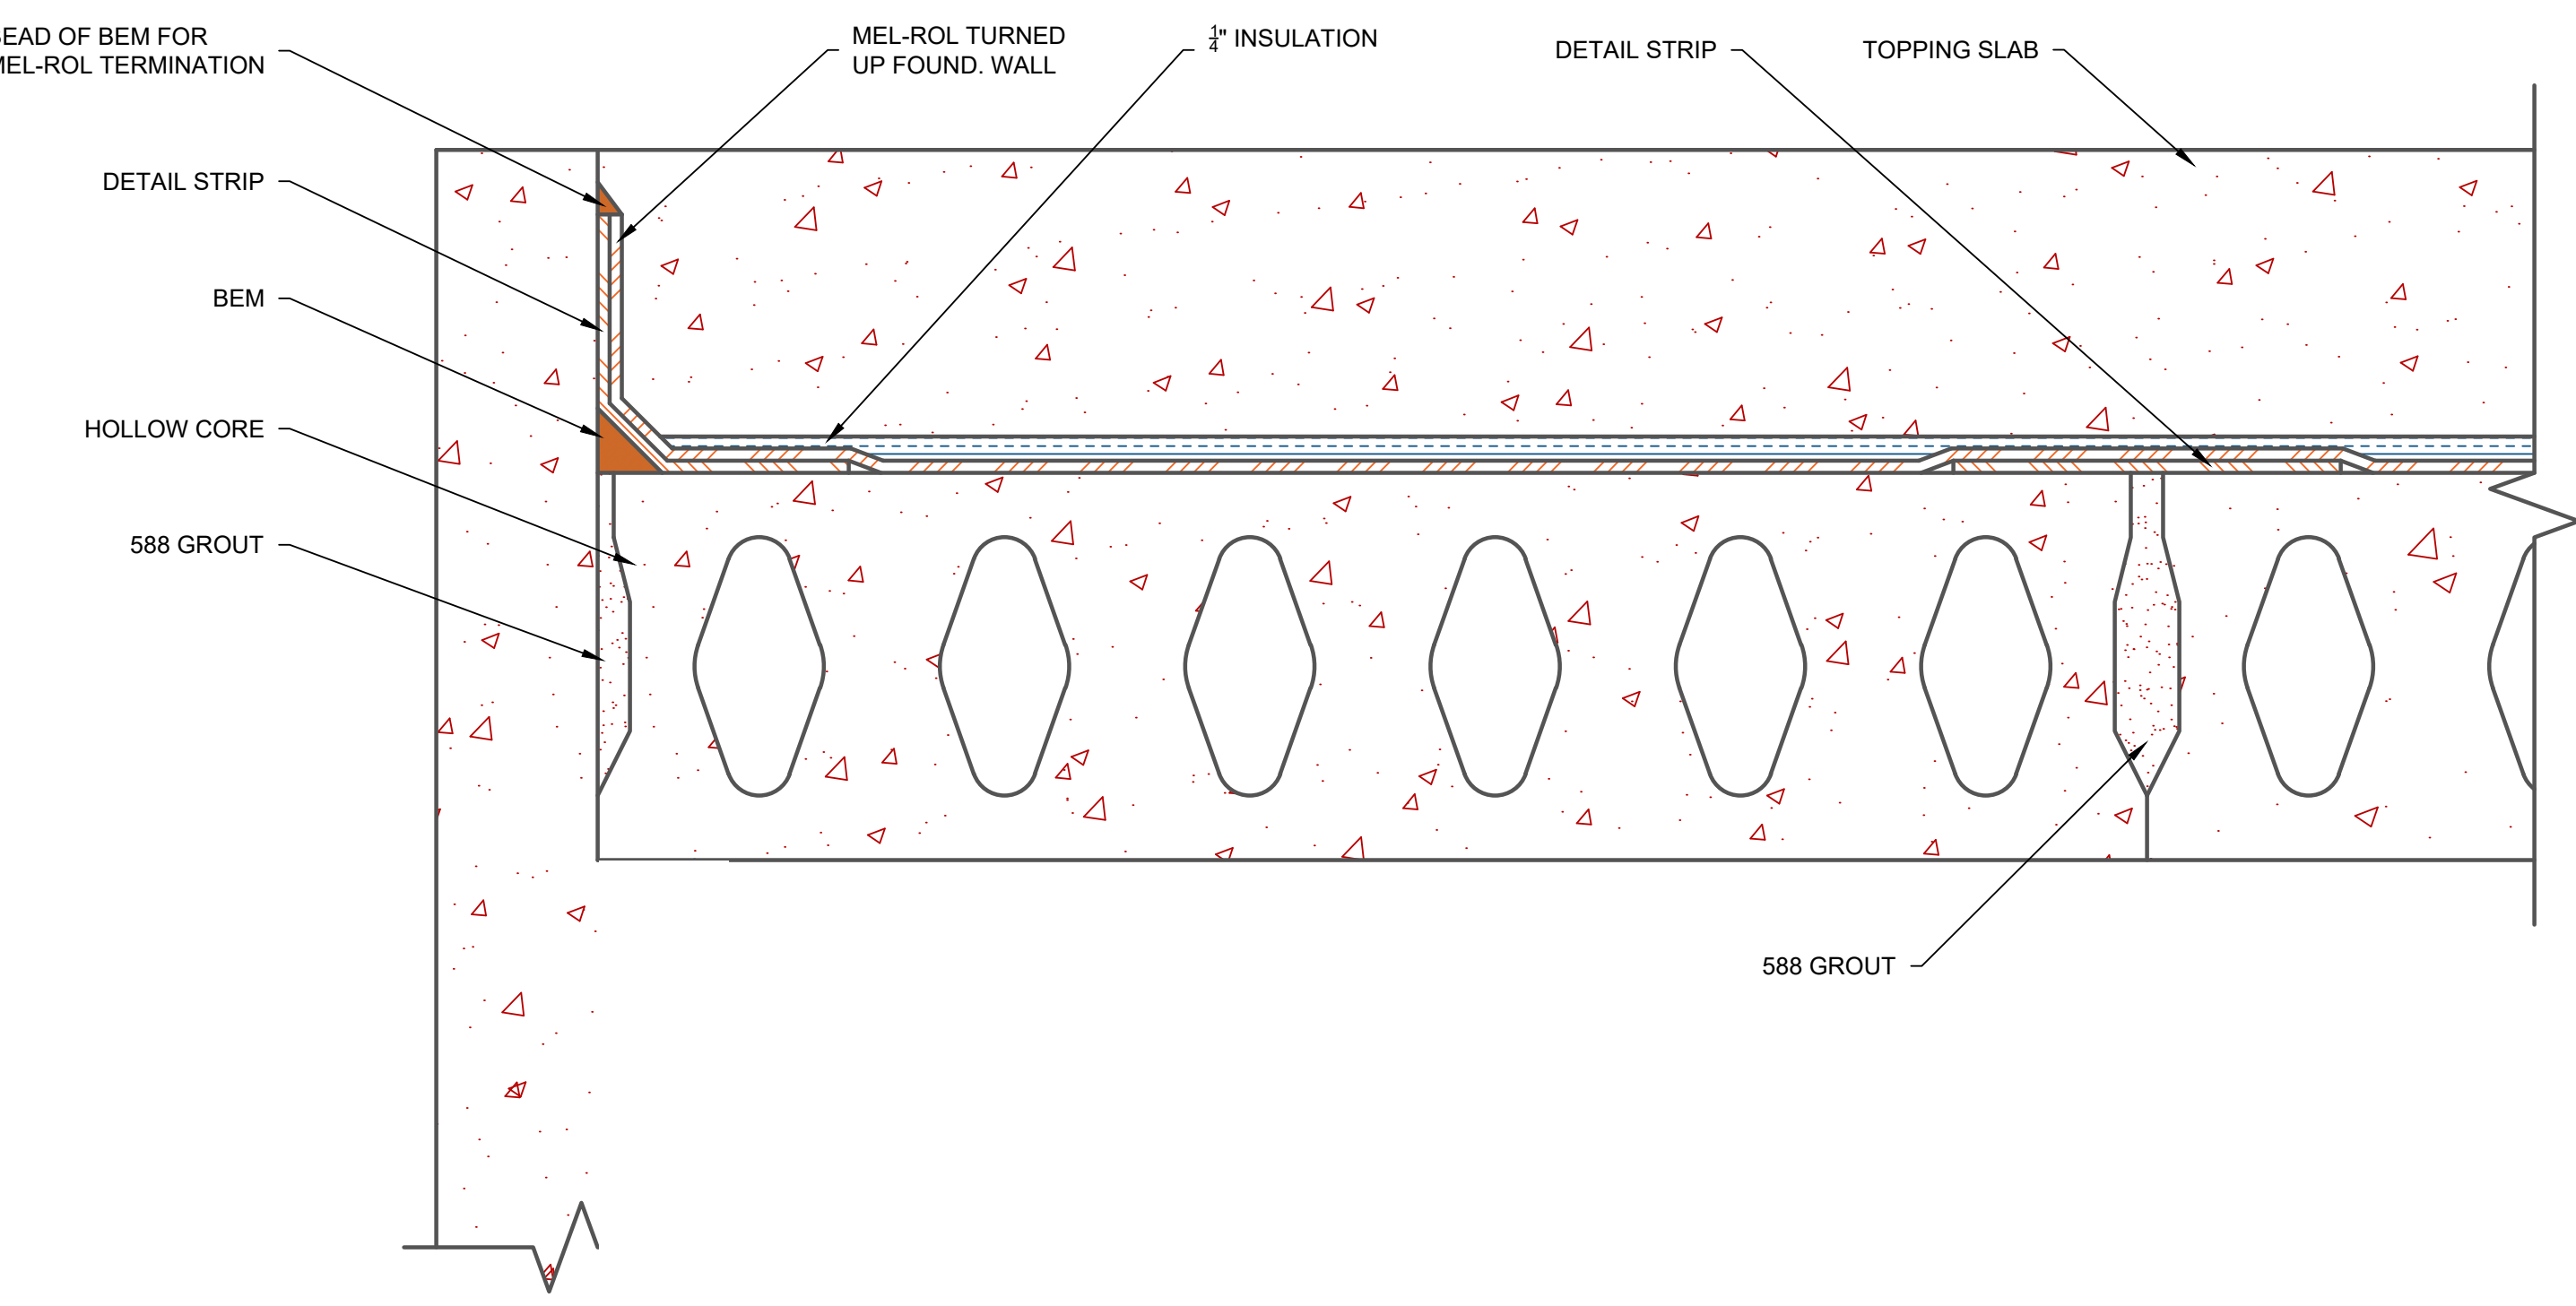 BEAD OF BEM FOR
MEL-ROL TERMINATION
MEL-ROL TURNED
UP FOUND. WALL
1/4" INSULATION
DETAIL STRIP
TOPPING SLAB
DETAIL STRIP
BEM
HOLLOW CORE
588 GROUT
588 GROUT